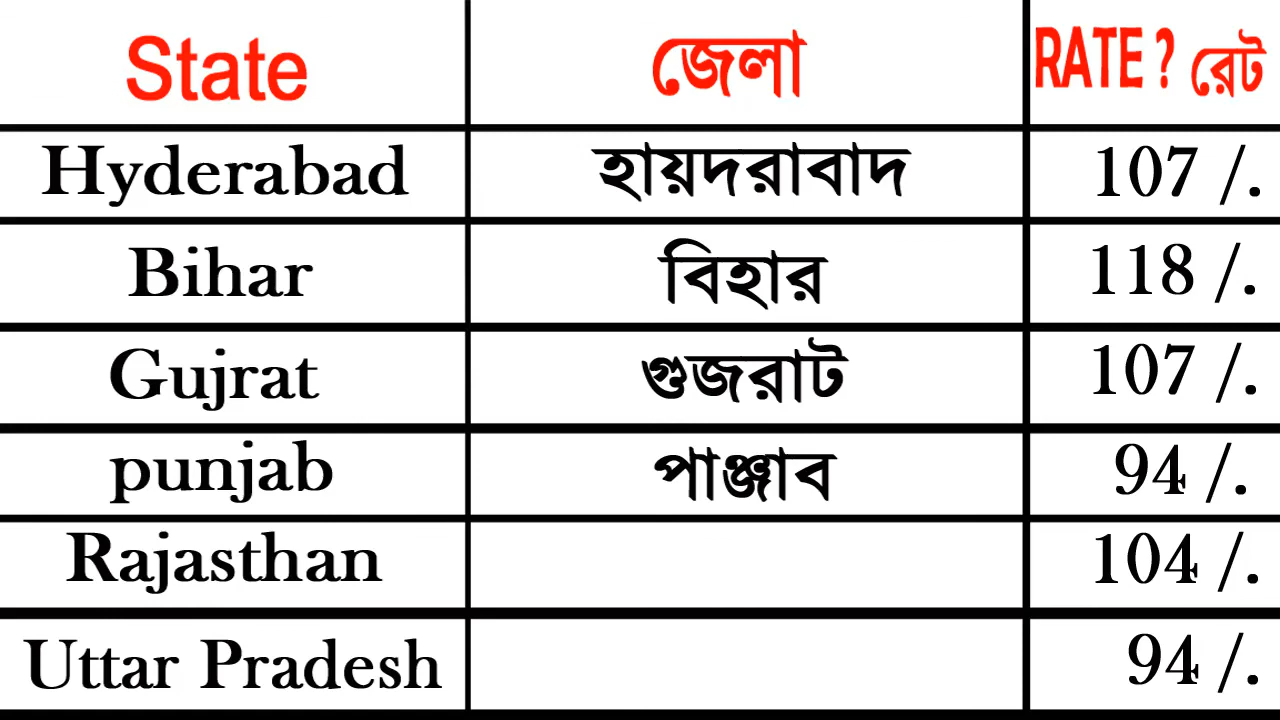 State জেলা RATE ? রেট
Hyderabad হায়দরাবাদ 107 /.
Bihar বিহার 118 /.
Gujrat গুজরাট 107 /.
punjab পাঞ্জাব 94 /.
Rajasthan 104 /.
Uttar Pradesh 94 /.